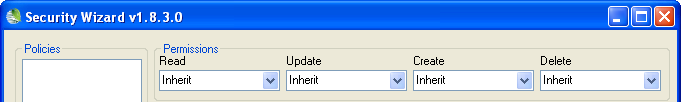 Security Wizard v1.8.3.0
Policies
Permissions
Read Update Create Delete
Inherit Inherit Inherit Inherit